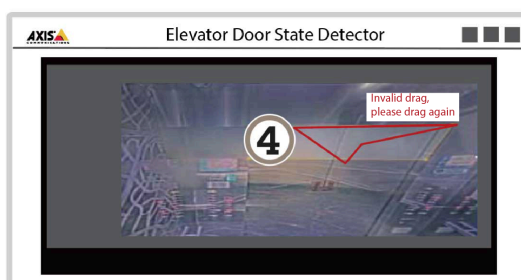 AXIS
COMMUNICATIONS
Elevator Door State Detector
Invalid drag,
please drag again
4